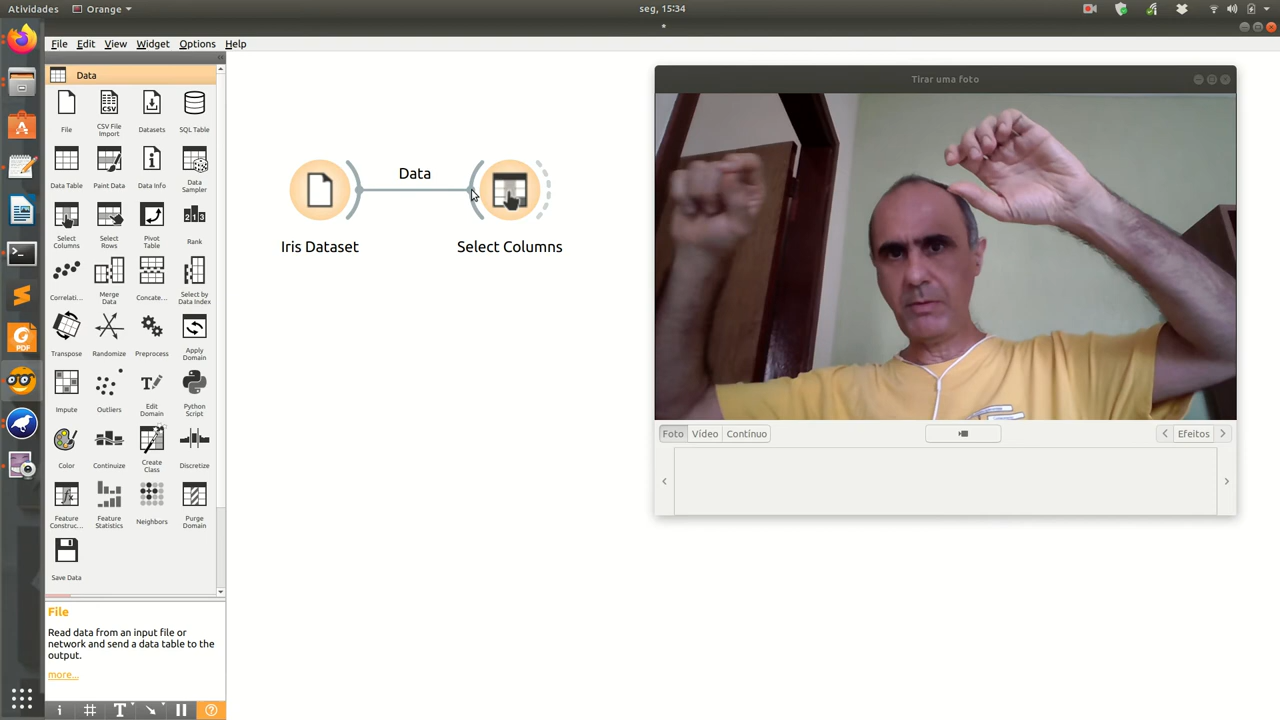 Atividades
Orange
seg, 15:34
File Edit View Widget Options Help
Data
File
CSV File
Import
Datasets
SQL Table
Data Table
Paint Data
Data Info
Data
Sampler
Select
Columns
Select
Rows
Pivot
Table
Rank
Correlati...
Merge
Data
Concate...
Select by
Data Index
Transpose
Randomize
Preprocess
Apply
Domain
Impute
Outliers
Edit
Domain
Python
Script
Color
Continuize
Create
Class
Discretize
Feature
Construc...
Feature
Statistics
Neighbors
Purge
Domain
Save Data
File
Read data from an input file or
network and send a data table to the
output.
more...
Data
Iris Dataset
Select Columns
Tirar uma foto
Foto Vídeo Contínuo
Efeitos